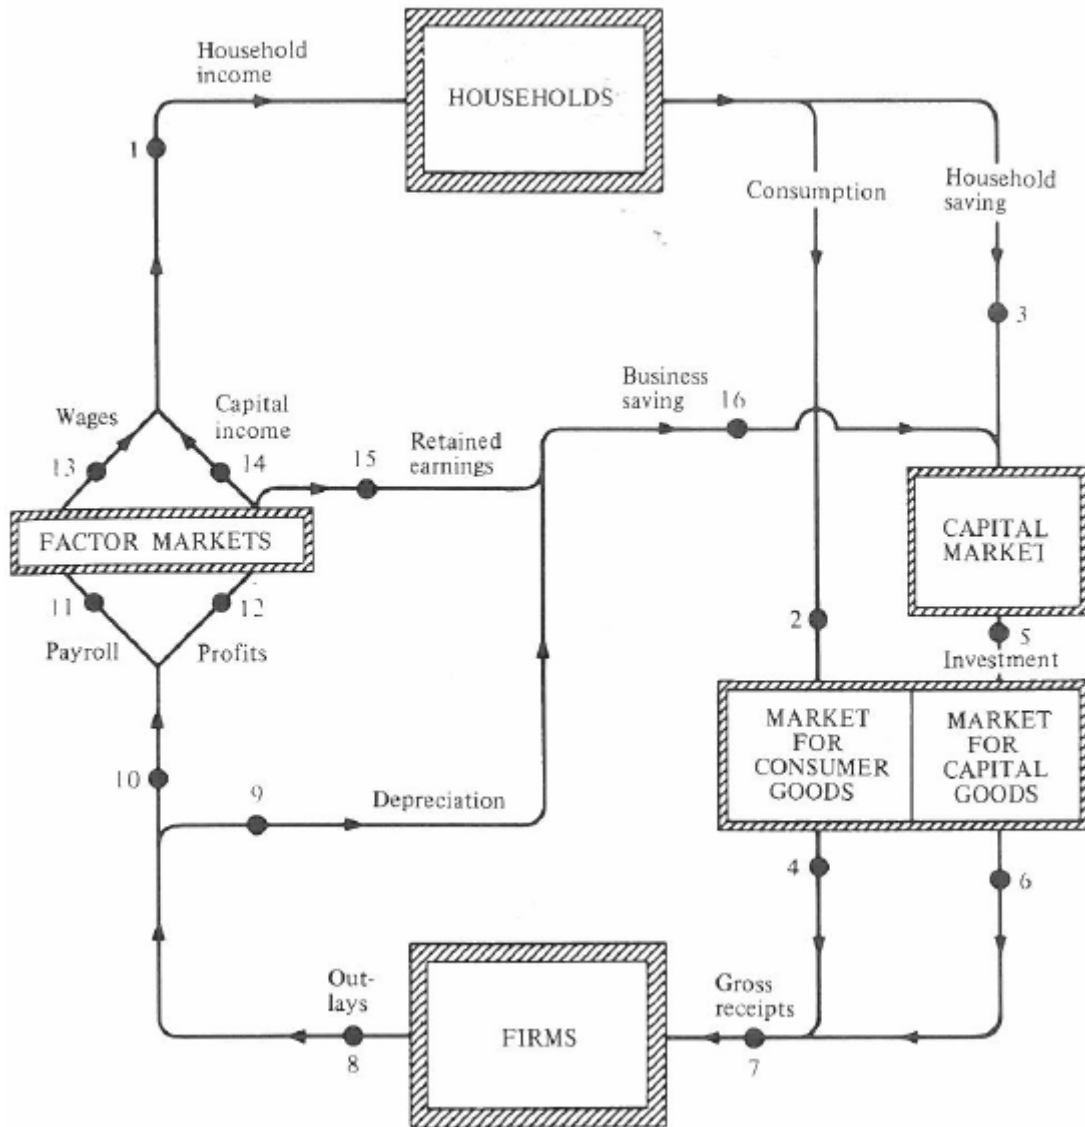 Household
income
HOUSEHOLDS
1
Consumption
Household
saving
3
Business
saving
16
Wages
Capital
income
13
14
15
Retained
earnings
FACTOR MARKETS
CAPITAL
MARKET
11
12
Payroll
Profits
2
5
Investment
MARKET
FOR
CONSUMER
GOODS
MARKET
FOR
CAPITAL
GOODS
10
9
Depreciation
4
6
Out-
lays
8
FIRMS
Gross
receipts
7